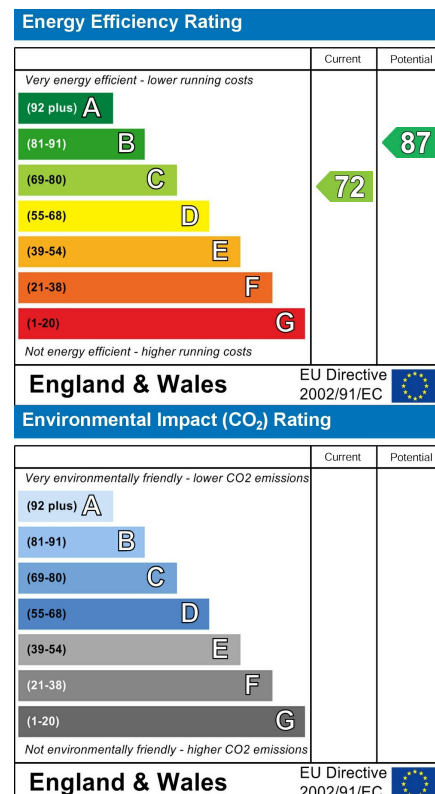 Energy Efficiency Rating
Current Potential
Very energy efficient - lower running costs
(92 plus) A
(81-91) B
87
(69-80) C
72
(55-68) D
(39-54) E
(21-38) F
(1-20) G
Not energy efficient - higher running costs
England & Wales
EU Directive
2002/91/EC
Environmental Impact (CO₂) Rating
Current Potential
Very environmentally friendly - lower CO2 emissions
(92 plus) A
(81-91) B
(69-80) C
(55-68) D
(39-54) E
(21-38) F
(1-20) G
Not environmentally friendly - higher CO2 emissions
England & Wales
EU Directive
2002/91/EC